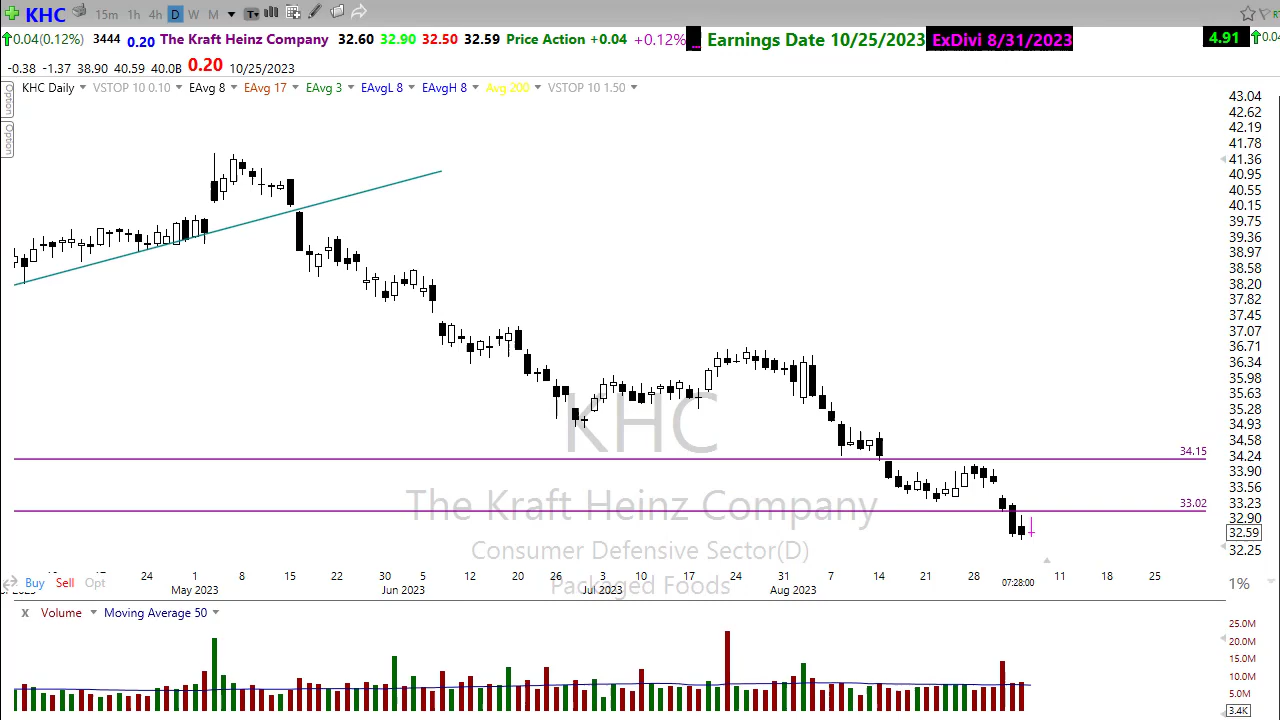 KHC 15m 1h 4h D W M T
0.04(0.12%) 3444 0.20 The Kraft Heinz Company 32.60 32.90 32.50 32.59 Price Action +0.04 +0.12% ... Earnings Date 10/25/2023 ExDivi 8/31/2023 4.91 0.04
-0.38 -1.37 38.90 40.59 40.0B 0.20 10/25/2023
KHC Daily VSTOP 10 0.10 EAvg 8 EAvg 17 EAvg 3 EAvgL 8 EAvgH 8 Avg 200 VSTOP 10 1.50
Option
Option
43.04
42.62
42.19
41.78
41.36
40.95
40.55
40.15
39.75
39.36
38.97
38.58
38.20
37.82
37.45
37.07
36.71
36.34
35.98
35.63
35.28
34.93
34.58
34.24
33.90
33.56
33.23
32.90
32.59
32.25
KHC
34.15
The Kraft Heinz Company
33.02
Consumer Defensive Sector(D)
Packaged Foods
24 1 8 15 22 30 5 12 20 26 3 10 17 24 31 7 14 21 28 07:28:00 11 18 25
Buy Sell Opt 1%
May 2023 Jun 2023 Jul 2023 Aug 2023
X Volume Moving Average 50
25.0M
20.0M
15.0M
10.0M
5.0M
3.4K